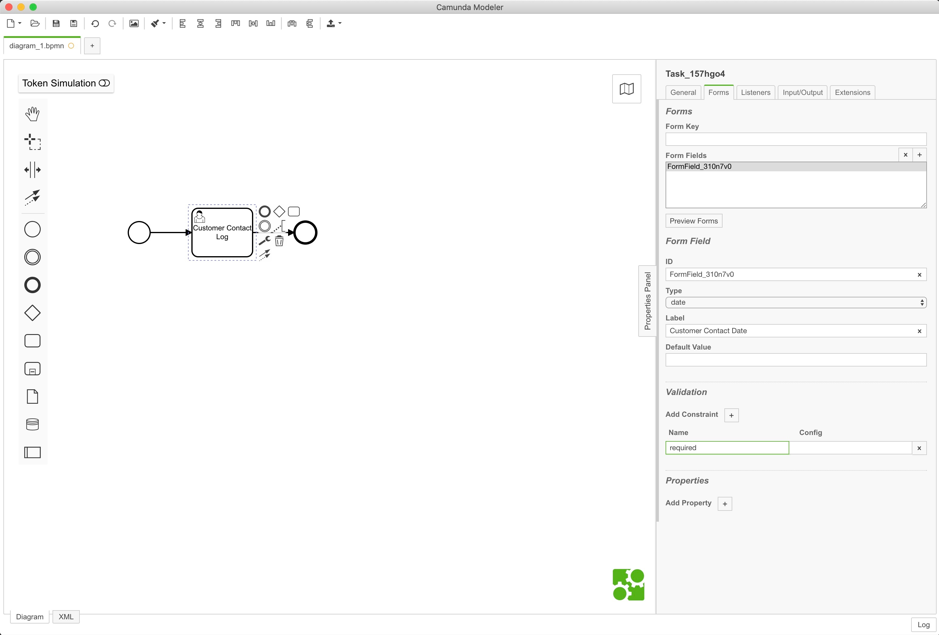 Camunda Modeler
diagram_1.bpmn
+
Token Simulation
Customer Contact
Log
Properties Panel
Task_157hgo4
General Forms Listeners Input/Output Extensions
Forms
Form Key
Form Fields x +
FormField_310n7v0
Preview Forms
Form Field
ID
FormField_310n7v0 x
Type
date
Label
Customer Contact Date x
Default Value
Validation
Add Constraint +
Name Config
required x
Properties
Add Property +
Diagram XML
Log